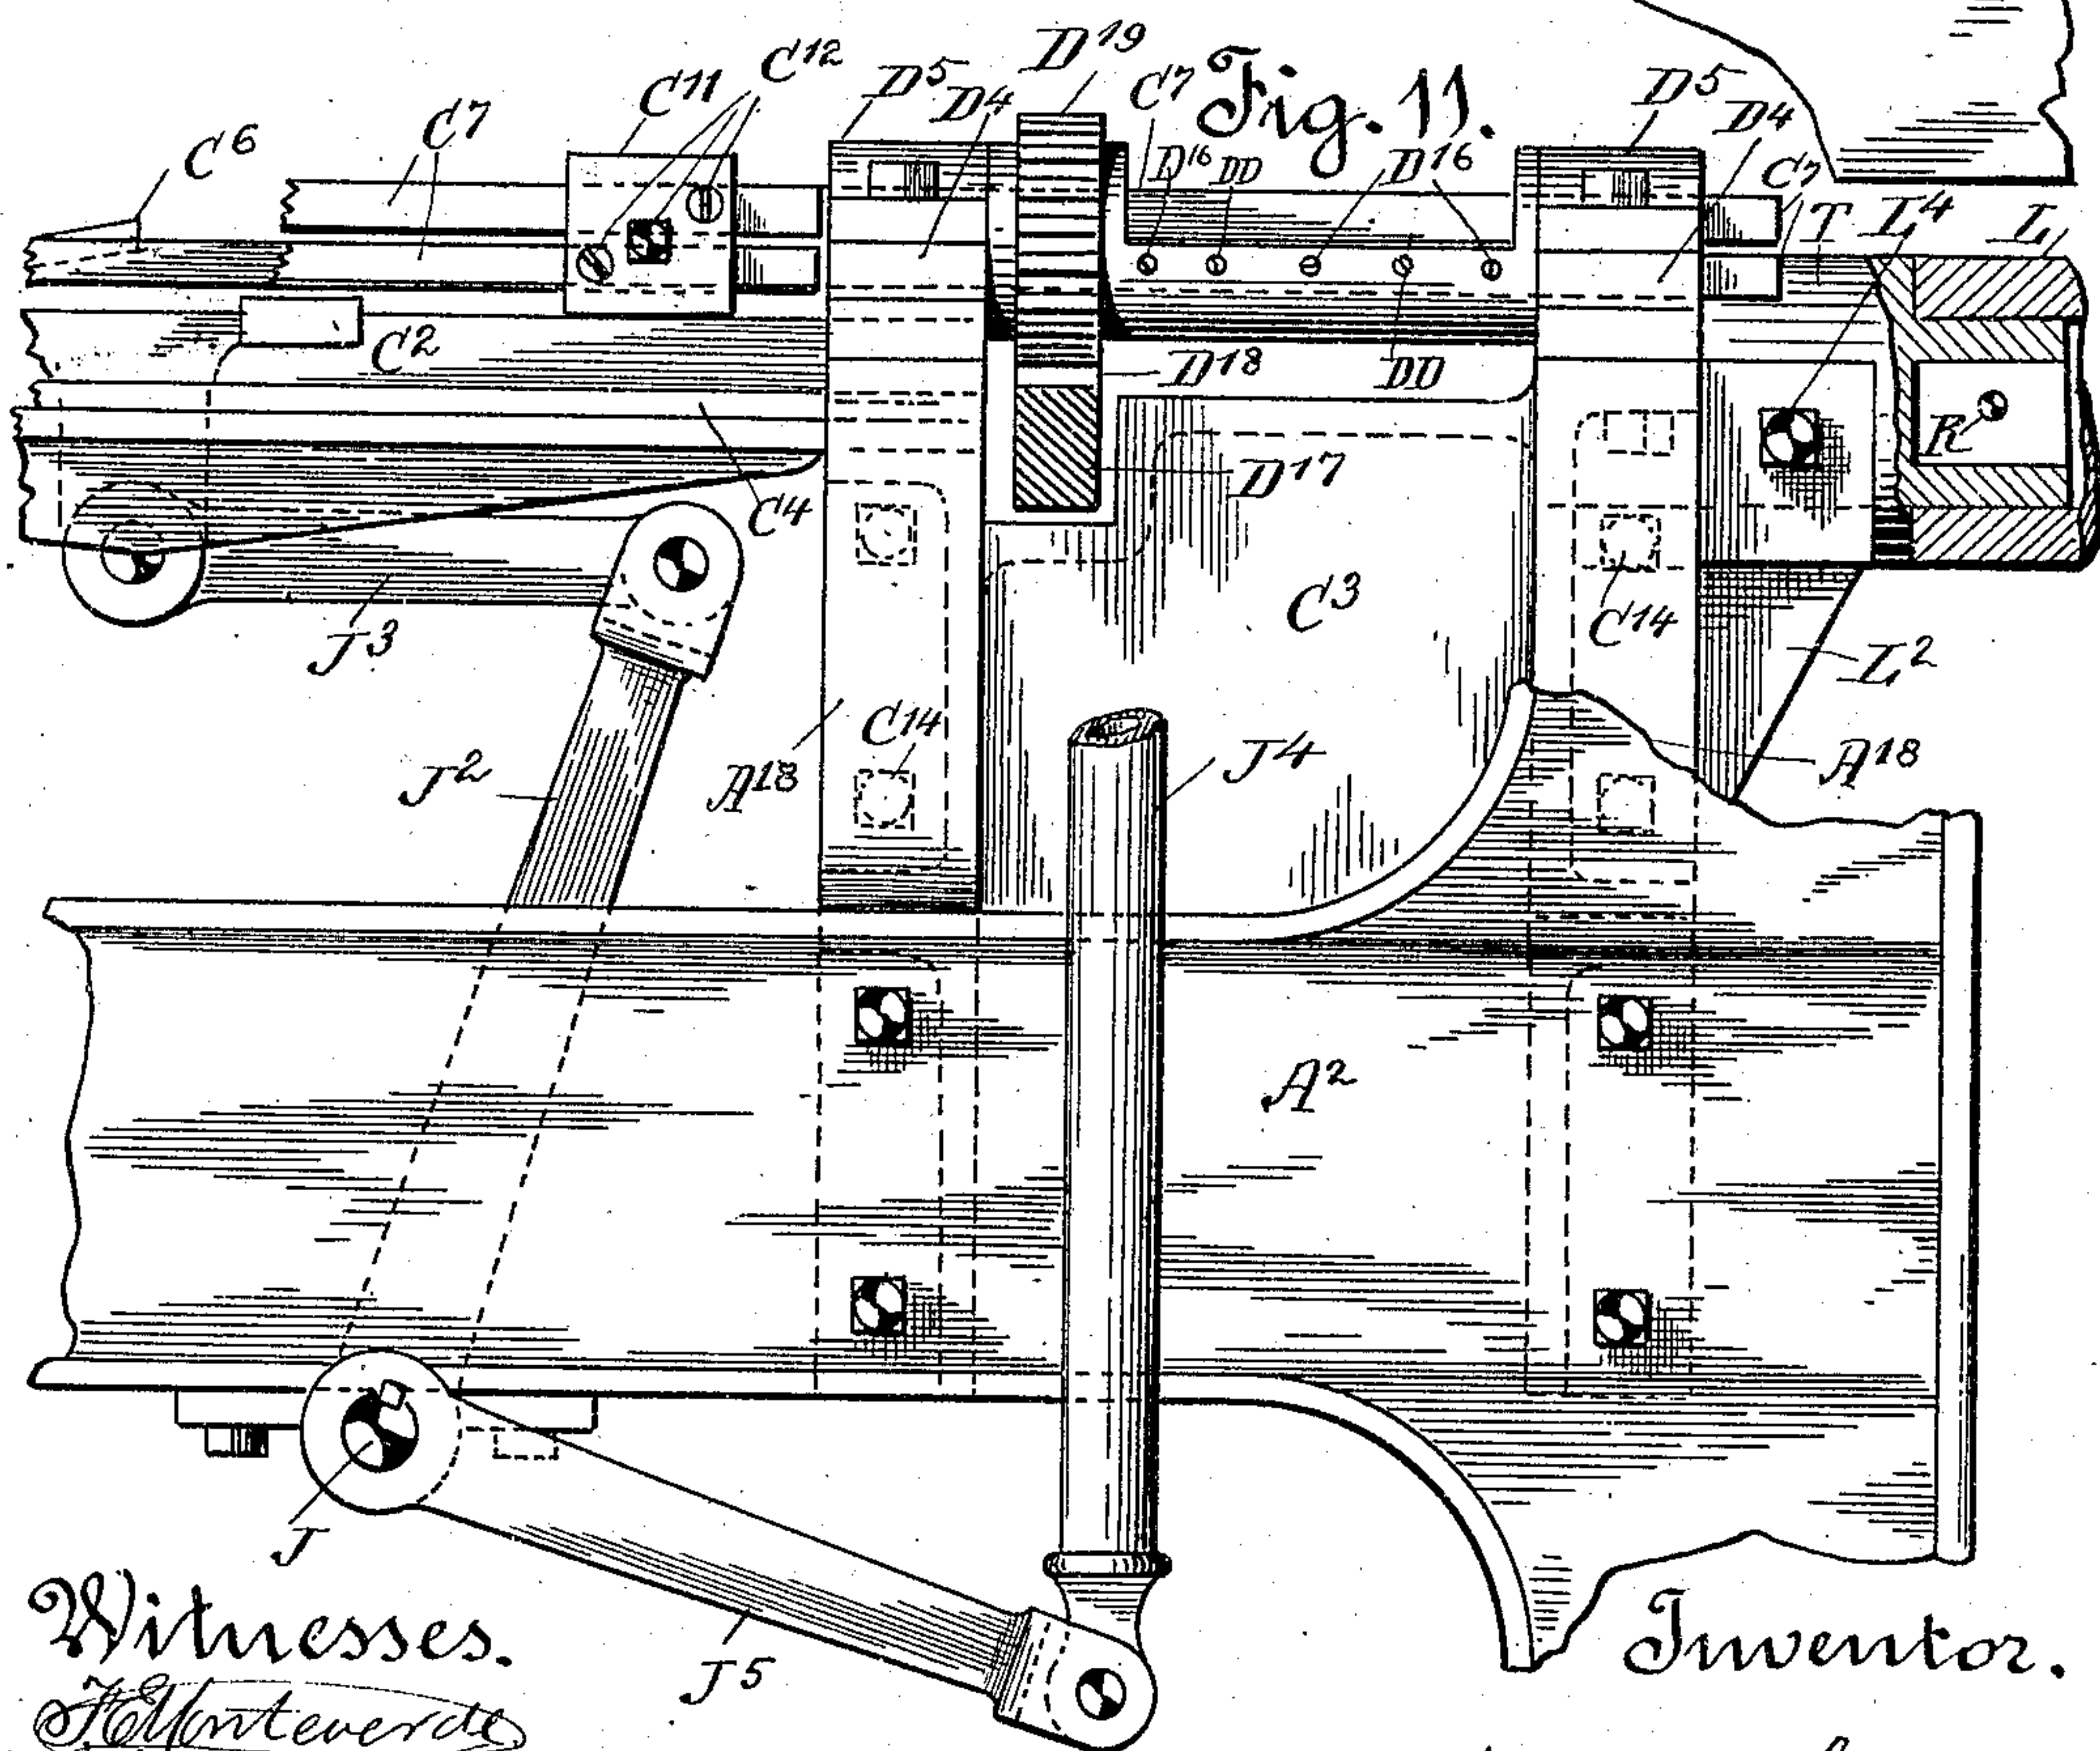 D19
C12
C11
D5
D4
C7
Fig. 11.
D5
D4
C7
C6
C7
D16
DD
D16
T
L4
L
C2
D18
DD
R
C4
D17
C3
C14
J3
L2
C14
J4
A18
J2
A18
A2
J
J5
Witnesses.
Inventor.
F. Monteverde